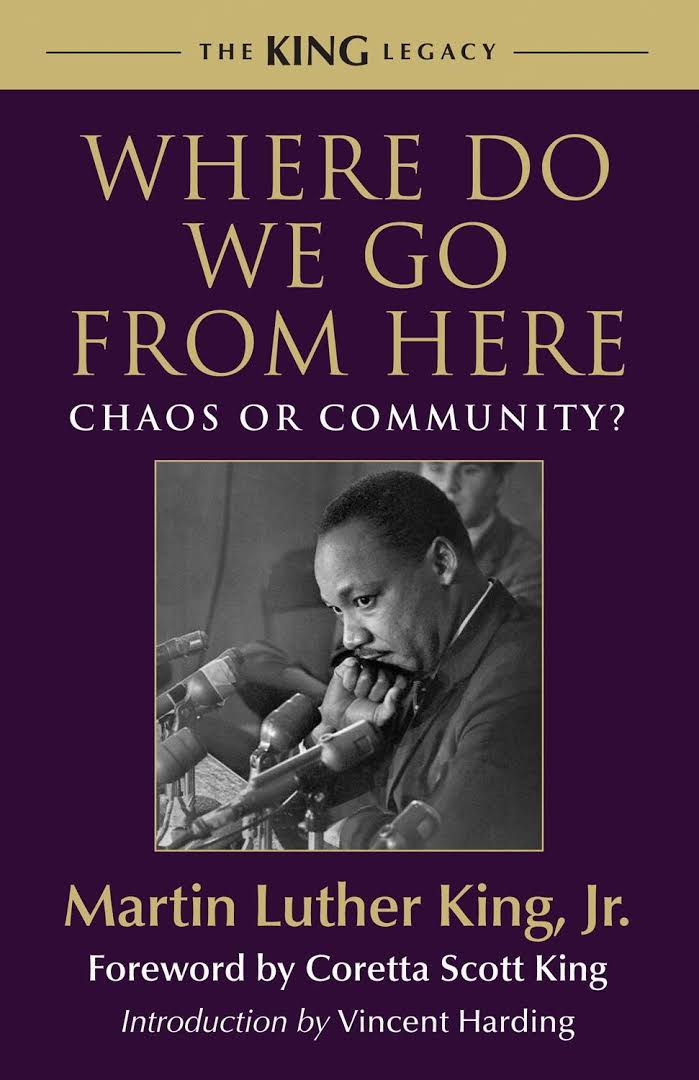 THE KING LEGACY
WHERE DO
WE GO
FROM HERE
CHAOS OR COMMUNITY?
Martin Luther King, Jr.
Foreword by Coretta Scott King
Introduction by Vincent Harding